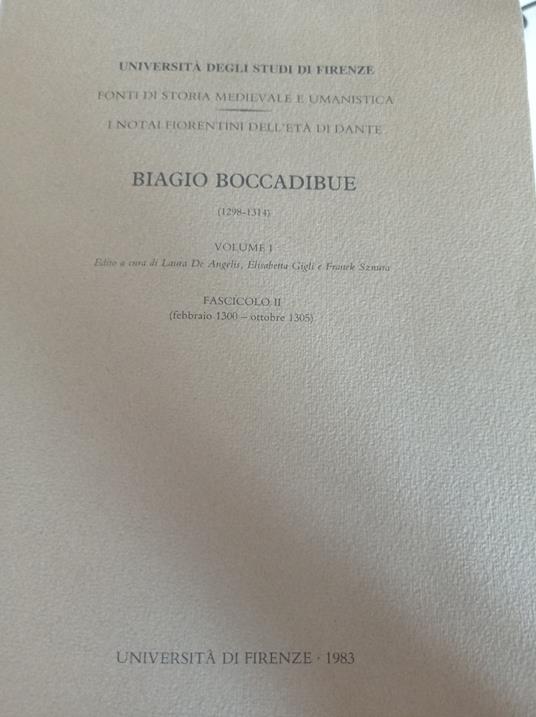 UNIVERSITÀ DEGLI STUDI DI FIRENZE
FONTI DI STORIA MEDIEVALE E UMANISTICA
I NOTAI FIORENTINI DELL'ETÀ DI DANTE
BIAGIO BOCCADIBUE
(1298-1314)
VOLUME I
Edito a cura di Laura De Angelis, Elisabetta Gigli e Franek Sznura
FASCICOLO II
(febbraio 1300 – ottobre 1305)
UNIVERSITÀ DI FIRENZE · 1983